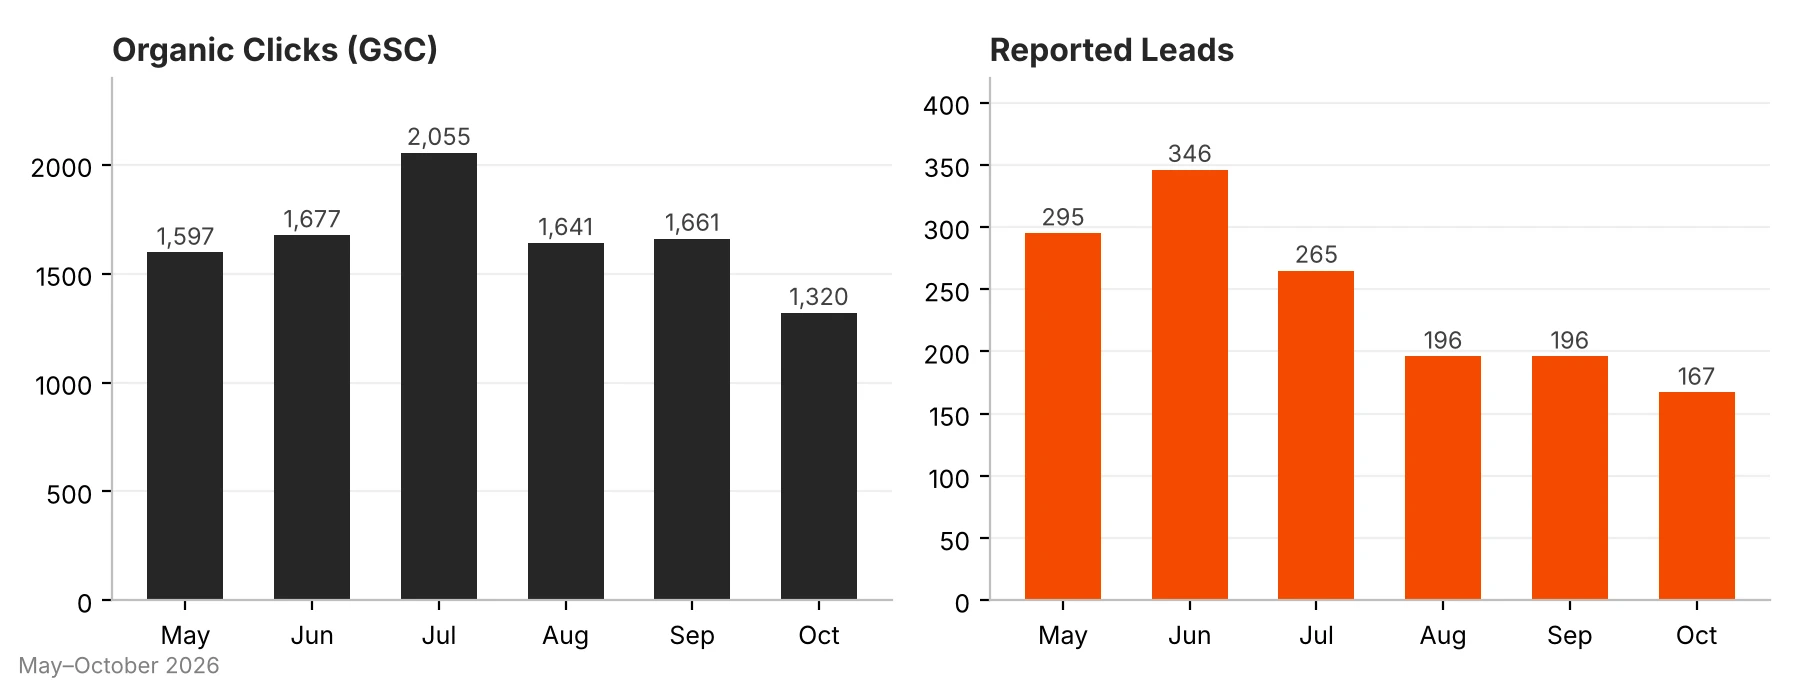 Organic Clicks (GSC)
2000
1500
1000
500
0
1,597
1,677
2,055
1,641
1,661
1,320
May
Jun
Jul
Aug
Sep
Oct
Reported Leads
400
350
300
250
200
150
100
50
0
295
346
265
196
196
167
May
Jun
Jul
Aug
Sep
Oct
May–October 2026